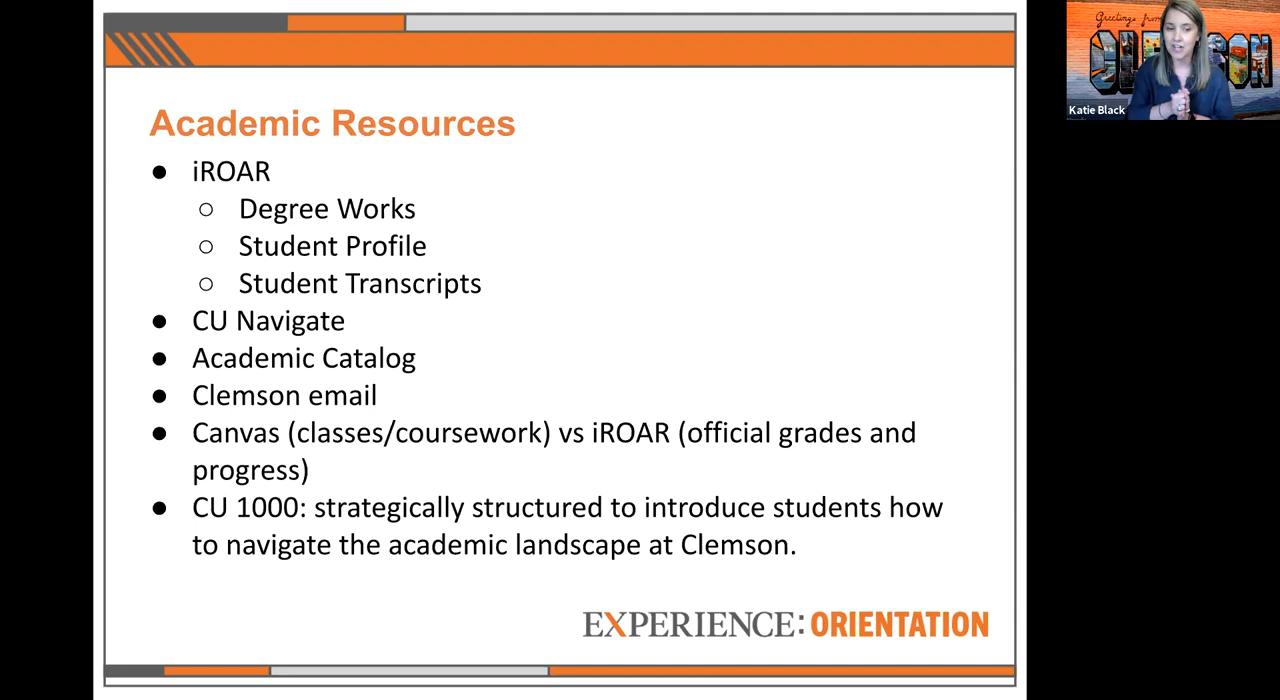 Academic Resources
● iROAR
○ Degree Works
○ Student Profile
○ Student Transcripts
● CU Navigate
● Academic Catalog
● Clemson email
● Canvas (classes/coursework) vs iROAR (official grades and
progress)
● CU 1000: strategically structured to introduce students how
to navigate the academic landscape at Clemson.
EXPERIENCE: ORIENTATION
Greetings from
CLEMSON
Katie Black